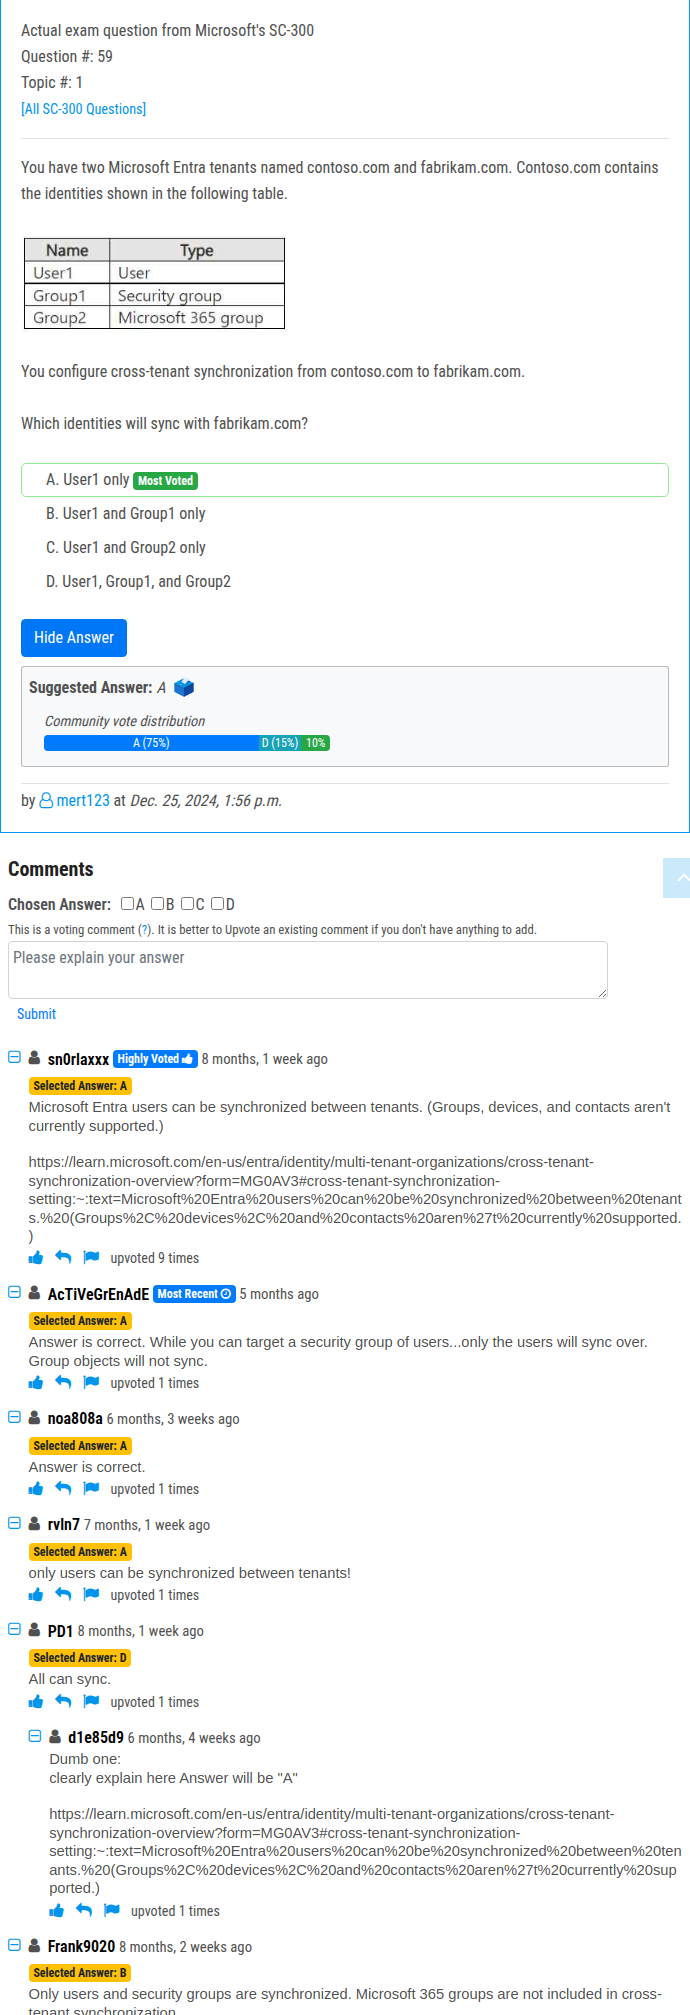 Actual exam question from Microsoft's SC-300
Question #: 59
Topic #: 1
[All SC-300 Questions]
You have two Microsoft Entra tenants named contoso.com and fabrikam.com. Contoso.com contains
the identities shown in the following table.
Name Type
User1 User
Group1 Security group
Group2 Microsoft 365 group
You configure cross-tenant synchronization from contoso.com to fabrikam.com.
Which identities will sync with fabrikam.com?
A. User1 only Most Voted
B. User1 and Group1 only
C. User1 and Group2 only
D. User1, Group1, and Group2
Hide Answer
Suggested Answer: A
Community vote distribution
A (75%) D (15%) 10%
by mert123 at Dec. 25, 2024, 1:56 p.m.
Comments
Chosen Answer: A B C D
This is a voting comment (?). It is better to Upvote an existing comment if you don't have anything to add.
Please explain your answer
Submit
sn0rlaxxx Highly Voted 8 months, 1 week ago
Selected Answer: A
Microsoft Entra users can be synchronized between tenants. (Groups, devices, and contacts aren't
currently supported.)
https://learn.microsoft.com/en-us/entra/identity/multi-tenant-organizations/cross-tenant-
synchronization-overview?form=MG0AV3#cross-tenant-synchronization-
setting:~:text=Microsoft%20Entra%20users%20can%20be%20synchronized%20between%20tenant
s.%20(Groups%2C%20devices%2C%20and%20contacts%20aren%27t%20currently%20supported.
)
upvoted 9 times
AcTiVeGrEnAdE Most Recent 5 months ago
Selected Answer: A
Answer is correct. While you can target a security group of users...only the users will sync over.
Group objects will not sync.
upvoted 1 times
noa808a 6 months, 3 weeks ago
Selected Answer: A
Answer is correct.
upvoted 1 times
rvln7 7 months, 1 week ago
Selected Answer: A
only users can be synchronized between tenants!
upvoted 1 times
PD1 8 months, 1 week ago
Selected Answer: D
All can sync.
upvoted 1 times
d1e85d9 6 months, 4 weeks ago
Dumb one:
clearly explain here Answer will be "A"
https://learn.microsoft.com/en-us/entra/identity/multi-tenant-organizations/cross-tenant-
synchronization-overview?form=MG0AV3#cross-tenant-synchronization-
setting:~:text=Microsoft%20Entra%20users%20can%20be%20synchronized%20between%20ten
ants.%20(Groups%2C%20devices%2C%20and%20contacts%20aren%27t%20currently%20sup
ported.)
upvoted 1 times
Frank9020 8 months, 2 weeks ago
Selected Answer: B
Only users and security groups are synchronized. Microsoft 365 groups are not included in cross-
tenant synchronization